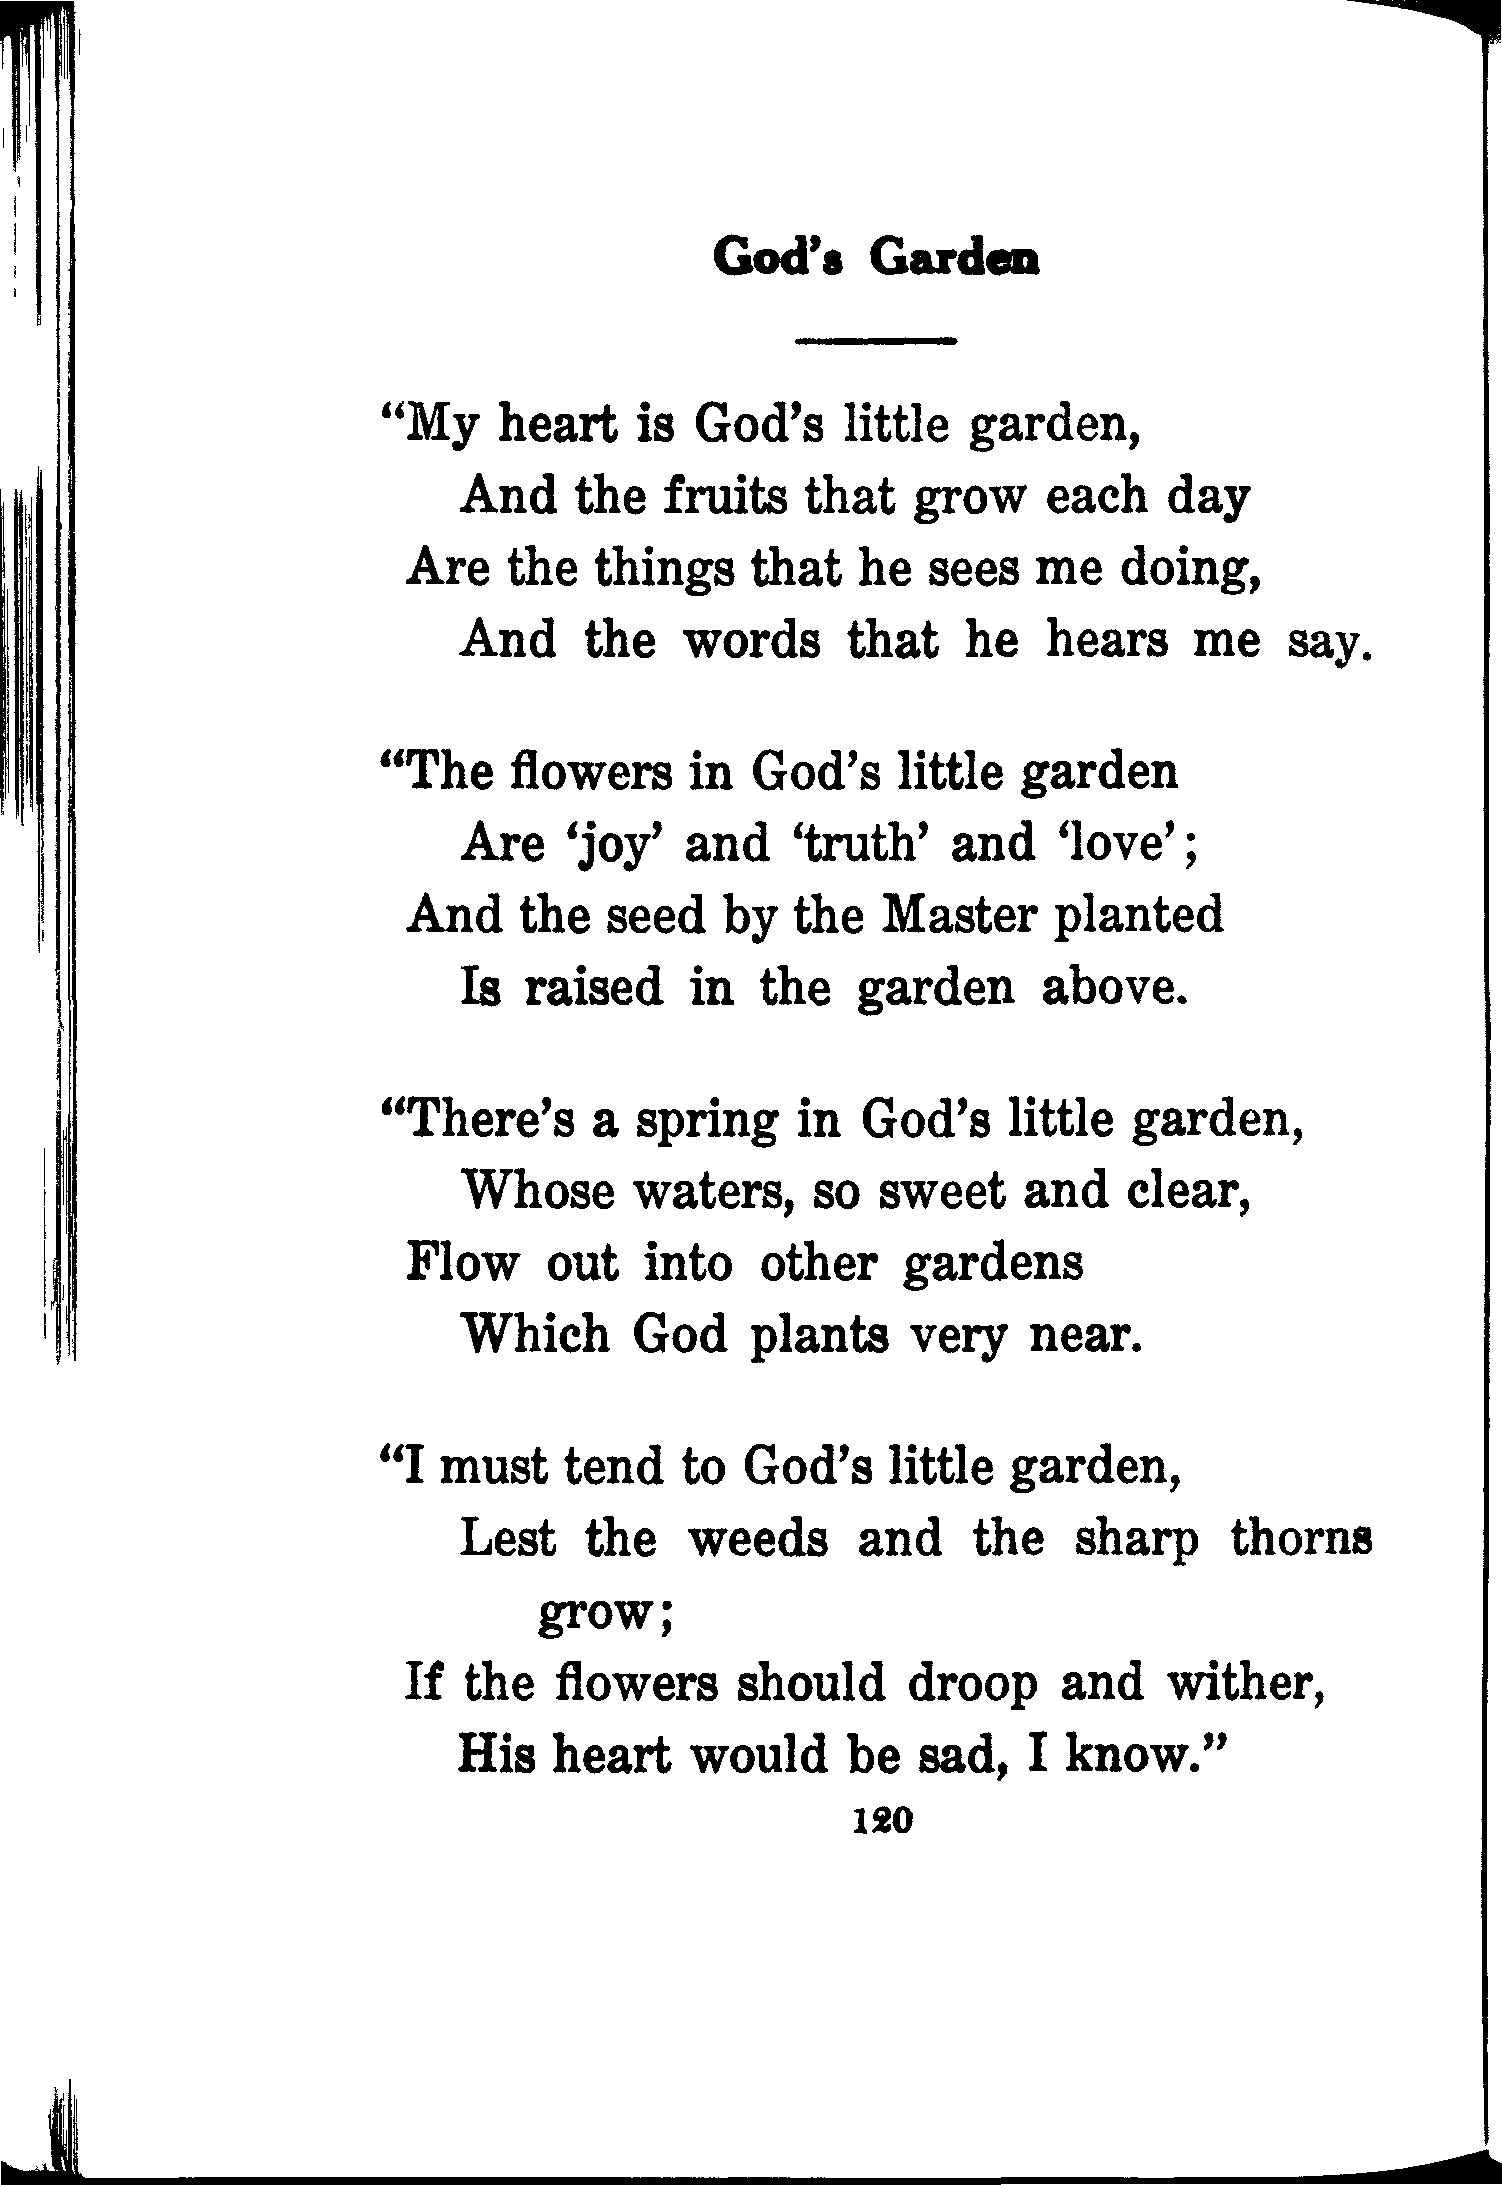 God's Garden
“My heart is God's little garden,
And the fruits that grow each day
Are the things that he sees me doing,
And the words that he hears me say.
“The flowers in God's little garden
Are ‘joy’ and ‘truth’ and ‘love’;
And the seed by the Master planted
Is raised in the garden above.
“There's a spring in God's little garden,
Whose waters, so sweet and clear,
Flow out into other gardens
Which God plants very near.
“I must tend to God's little garden,
Lest the weeds and the sharp thorns
grow;
If the flowers should droop and wither,
His heart would be sad, I know.”
120